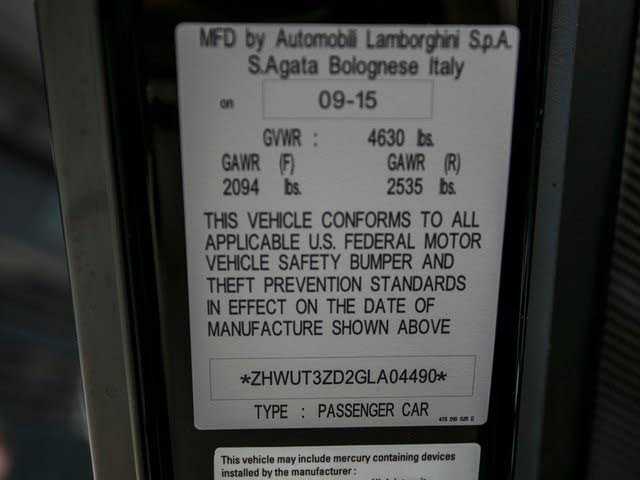 MFD by Automobili Lamborghini S.p.A.
S.Agata Bolognese Italy
on 09-15
GVWR : 4630 lbs.
GAWR (F) GAWR (R)
2094 lbs. 2535 lbs.
THIS VEHICLE CONFORMS TO ALL
APPLICABLE U.S. FEDERAL MOTOR
VEHICLE SAFETY BUMPER AND
THEFT PREVENTION STANDARDS
IN EFFECT ON THE DATE OF
MANUFACTURE SHOWN ABOVE
*ZHWUT3ZD2GLA04490*
TYPE : PASSENGER CAR
This vehicle may include mercury containing devices
installed by the manufacturer :